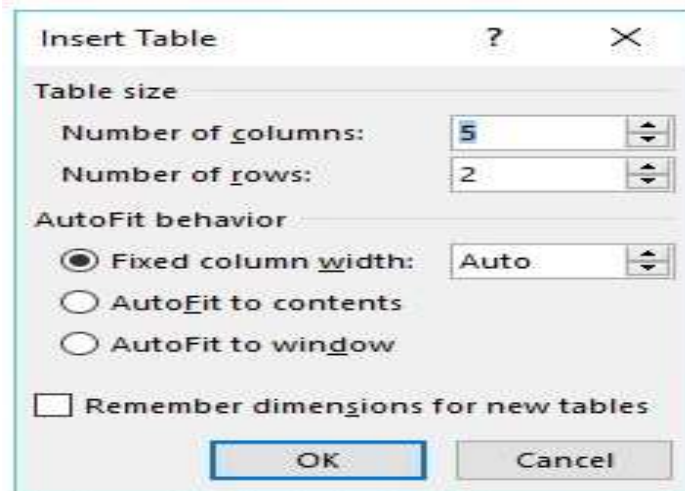 Insert Table ?
Table size
Number of columns: 5
Number of rows: 2
AutoFit behavior
Fixed column width: Auto
AutoFit to contents
AutoFit to window
Remember dimensions for new tables
OK Cancel